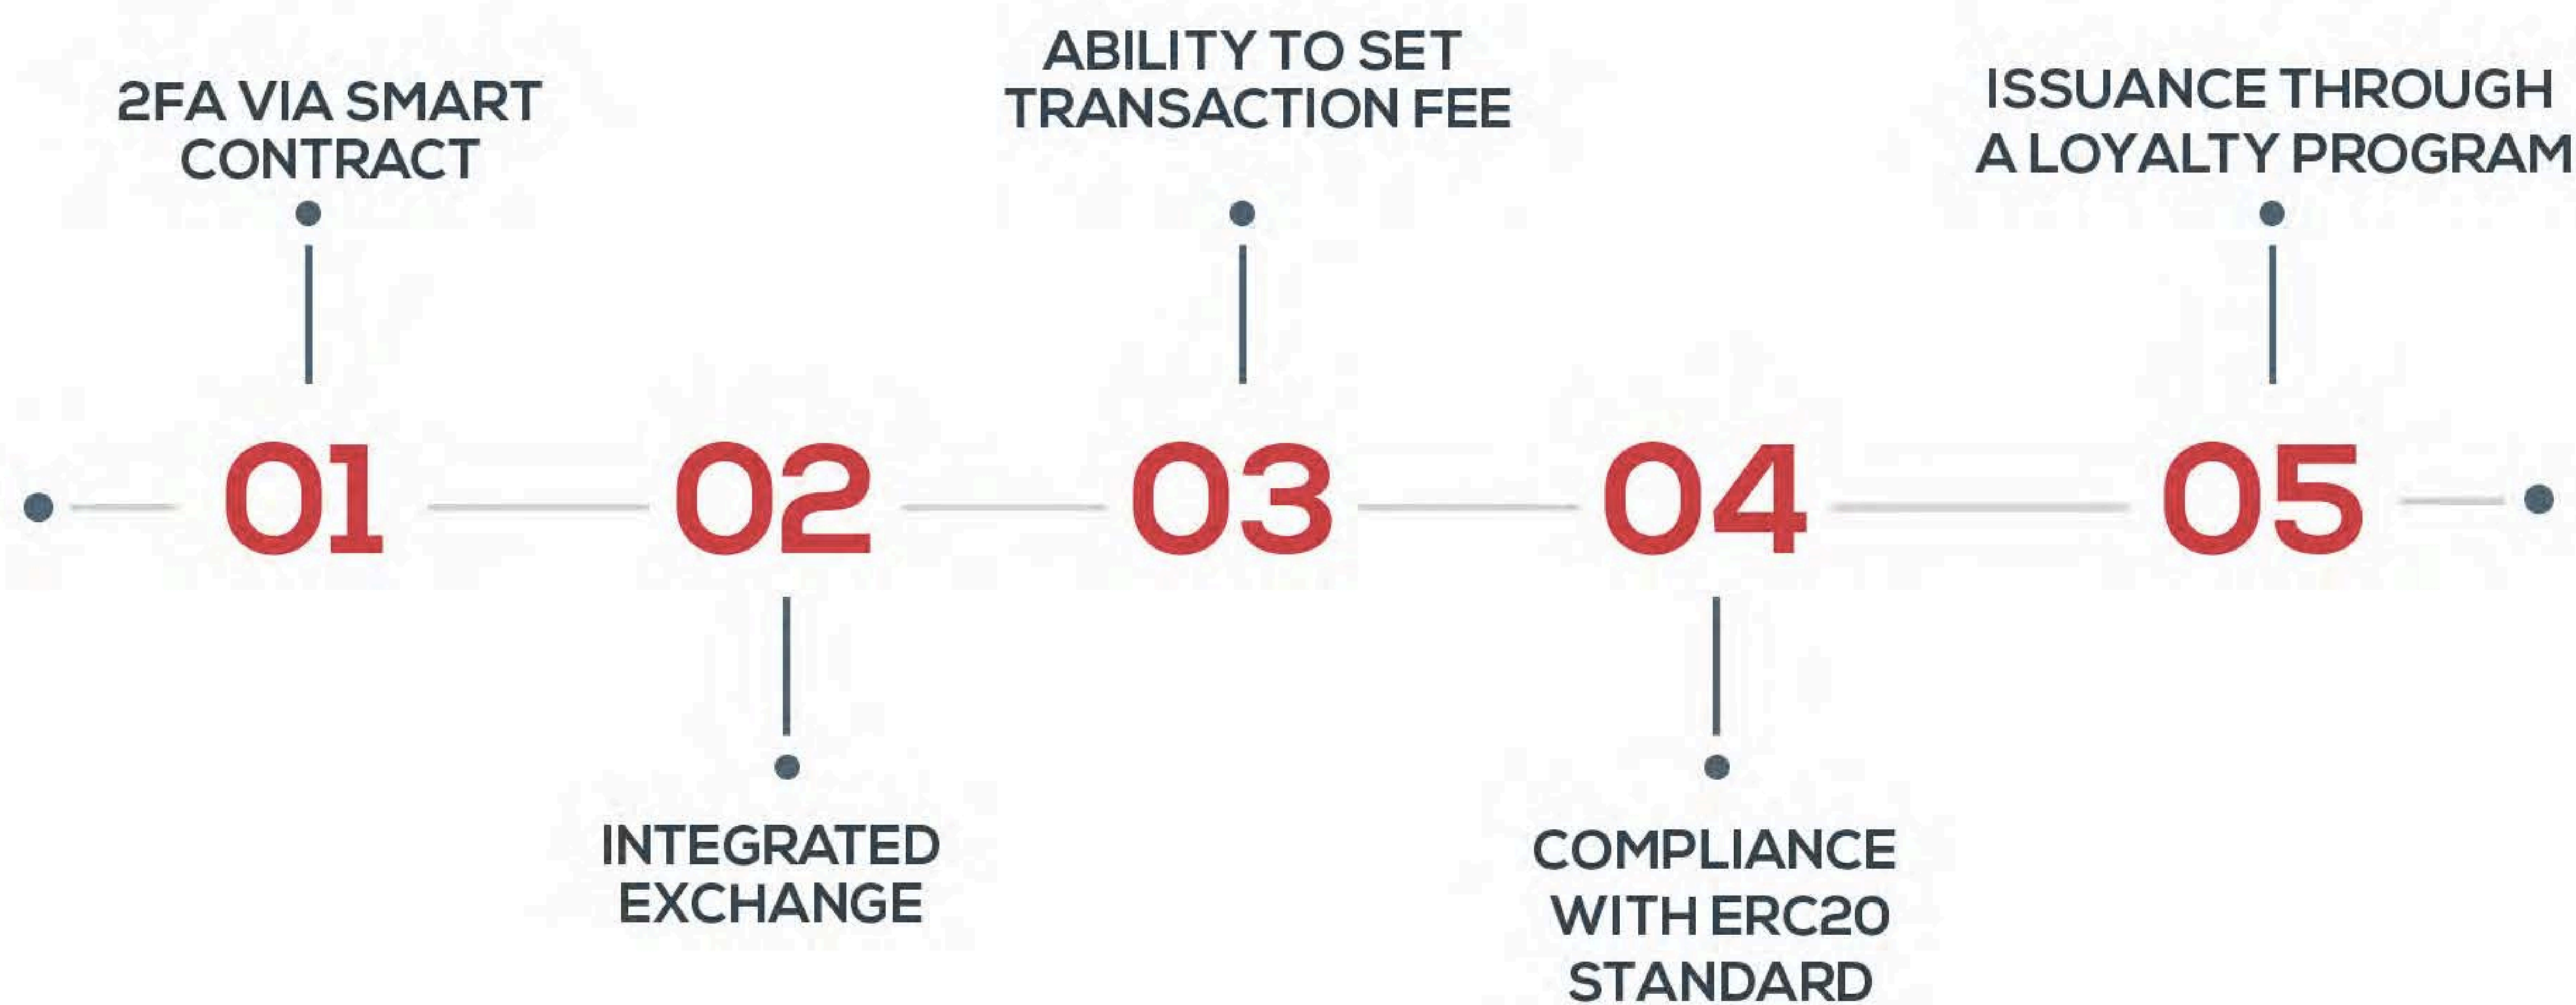 2FA VIA SMART
CONTRACT
ABILITY TO SET
TRANSACTION FEE
ISSUANCE THROUGH
A LOYALTY PROGRAM
01
02
03
04
05
INTEGRATED
EXCHANGE
COMPLIANCE
WITH ERC20
STANDARD